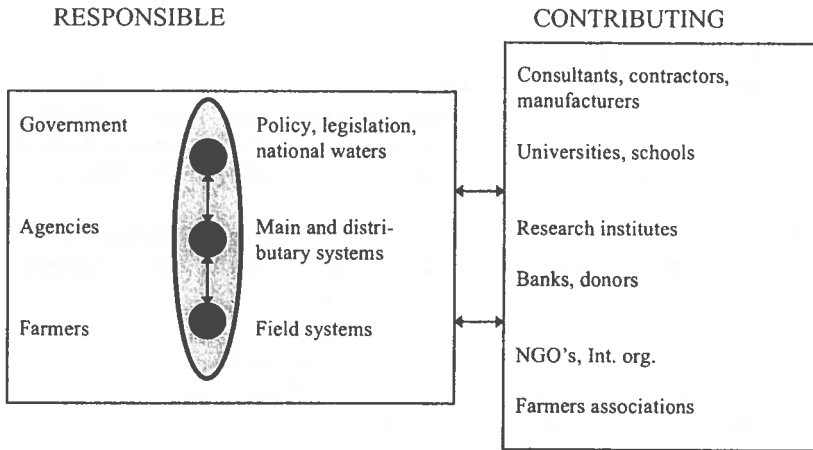 RESPONSIBLE
CONTRIBUTING
Government
Policy, legislation,
national waters
Agencies
Main and distri-
butary systems
Farmers
Field systems
Consultants, contractors,
manufacturers
Universities, schools
Research institutes
Banks, donors
NGO's, Int. org.
Farmers associations